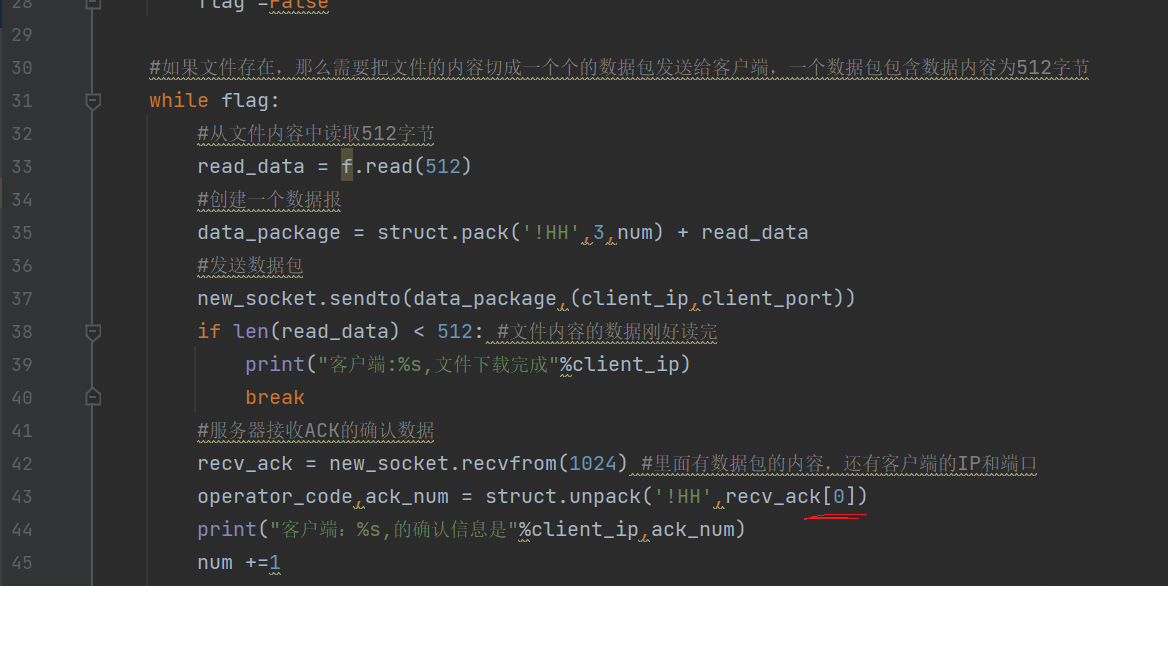 28 flag =False
29
30 #如果文件存在，那么需要把文件的内容切成一个个的数据包发送给客户端，一个数据包包含数据内容为512字节
31 while flag:
32 #从文件内容中读取512字节
33 read_data = f.read(512)
34 #创建一个数据报
35 data_package = struct.pack('!HH',3,num) + read_data
36 #发送数据包
37 new_socket.sendto(data_package,(client_ip,client_port))
38 if len(read_data) < 512: #文件内容的数据刚好读完
39 print("客户端:%s,文件下载完成"%client_ip)
40 break
41 #服务器接收ACK的确认数据
42 recv_ack = new_socket.recvfrom(1024) #里面有数据包的内容，还有客户端的IP和端口
43 operator_code,ack_num = struct.unpack('!HH',recv_ack[0])
44 print("客户端：%s,的确认信息是"%client_ip,ack_num)
45 num +=1